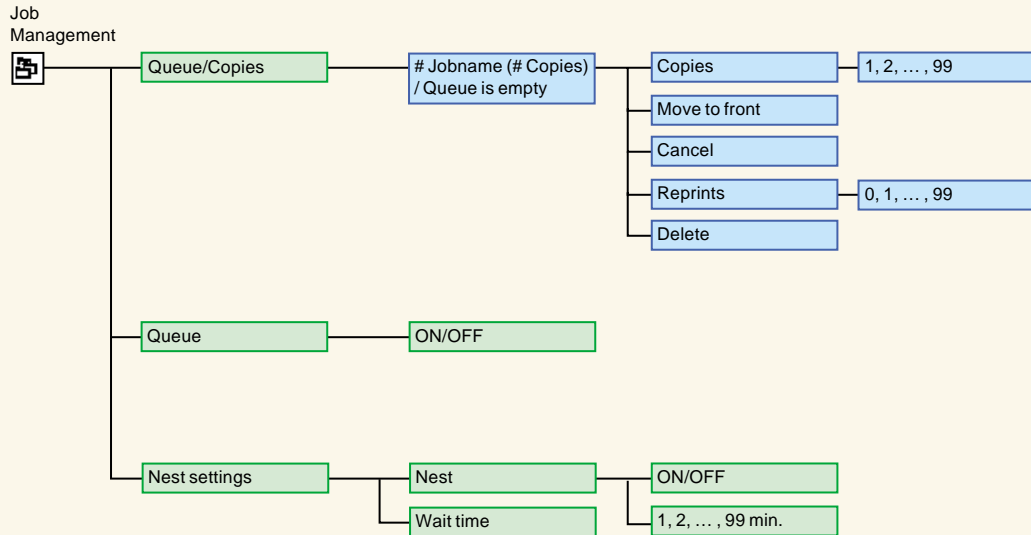 Job
Management
Queue/Copies
# Jobname (# Copies)
/ Queue is empty
Copies
1, 2, … , 99
Move to front
Cancel
Reprints
0, 1, … , 99
Delete
Queue
ON/OFF
Nest settings
Nest
ON/OFF
Wait time
1, 2, … , 99 min.